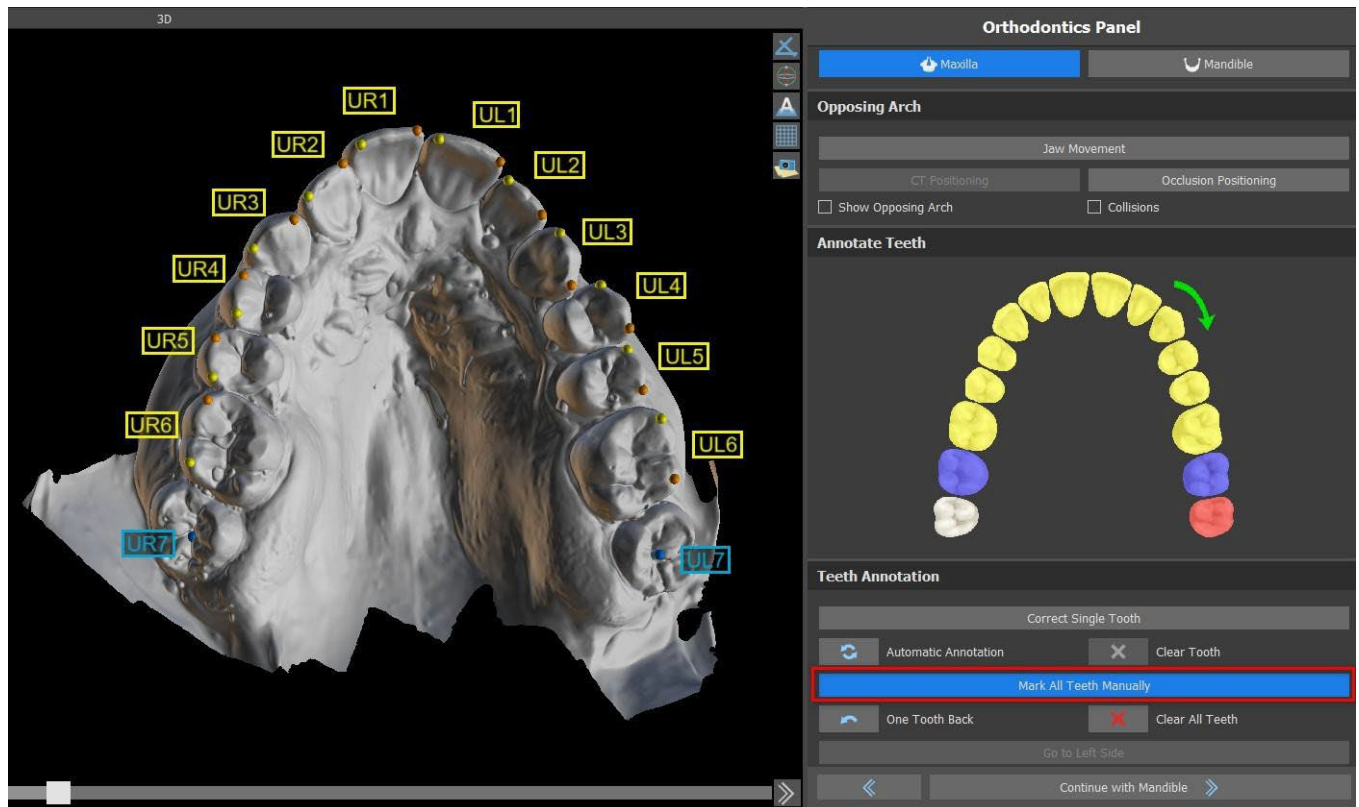 3D
UR1
UL1
UR2
UL2
UR3
UL3
UR4
UL4
UR5
UL5
UR6
UL6
UR7
UL7
Orthodontics Panel
Maxilla
Mandible
Opposing Arch
Jaw Movement
CT Positioning
Occlusion Positioning
Show Opposing Arch
Collisions
Annotate Teeth
Teeth Annotation
Correct Single Tooth
Automatic Annotation
Clear Tooth
Mark All Teeth Manually
One Tooth Back
Clear All Teeth
Go to Left Side
Continue with Mandible